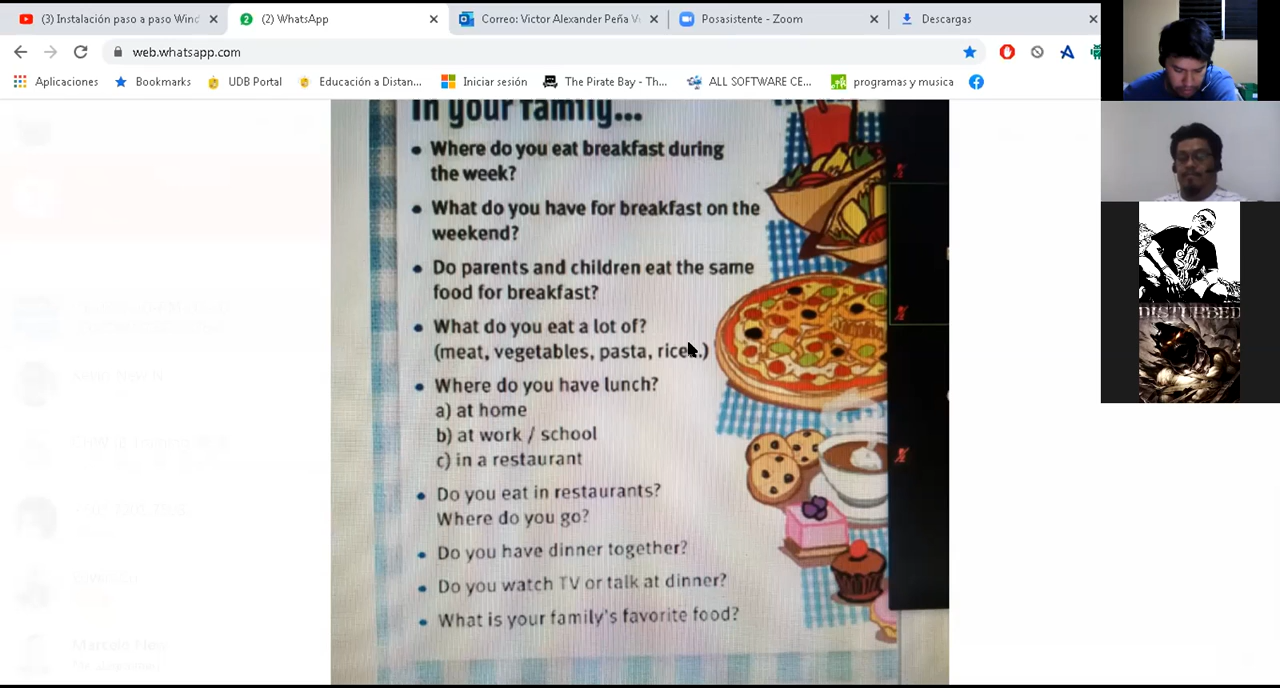 (3) Instalación paso a paso Wind
(2) WhatsApp
Correo: Victor Alexander Peña V
Posasistente - Zoom
Descargas
web.whatsapp.com
Aplicaciones
Bookmarks
UDB Portal
Educación a Distan...
Iniciar sesión
The Pirate Bay - Th...
ALL SOFTWARE CE...
programas y musica
In your family...
• Where do you eat breakfast during
the week?
• What do you have for breakfast on the
weekend?
• Do parents and children eat the same
food for breakfast?
• What do you eat a lot of?
(meat, vegetables, pasta, rice...)
• Where do you have lunch?
a) at home
b) at work / school
c) in a restaurant
• Do you eat in restaurants?
Where do you go?
• Do you have dinner together?
• Do you watch TV or talk at dinner?
• What is your family's favorite food?
DISTURBED